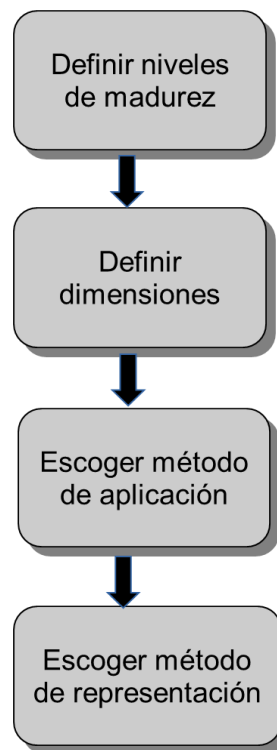 Definir niveles
de madurez
Definir
dimensiones
Escoger método
de aplicación
Escoger método
de representación